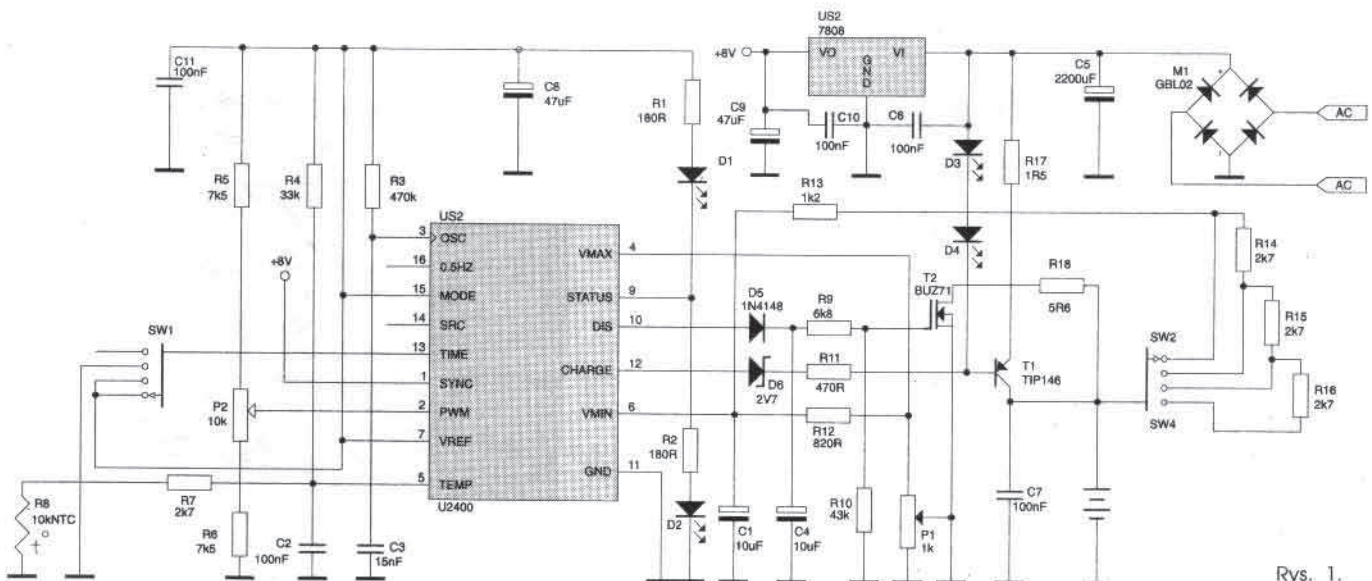 US2
7808
+8V
VO
VI
GND
C11
100nF
C8
47uF
R1
180R
D1
C9
47uF
C10
100nF
C6
100nF
D3
C5
2200uF
M1
GBL02
AC
AC
R17
1R5
R5
7k5
R4
33k
R3
470k
R13
1k2
D4
R14
2k7
US2
3
OSC
16
0.5HZ
15
MODE
14
SRC
13
TIME
1
SYNC
2
PWM
7
VREF
5
TEMP
VMAX
4
STATUS
9
DIS
10
CHARGE
12
VMIN
6
GND
11
U2400
+8V
SW1
P2
10k
R7
2k7
R8
10kNTC
R6
7k5
C2
100nF
C3
15nF
D5
1N4148
R9
6k8
T2
BUZ71
R18
5R6
R15
2k7
SW2
D6
2V7
R11
470R
T1
TIP146
R16
2k7
SW4
R12
820R
R2
180R
D2
C1
10uF
C4
10uF
R10
43k
P1
1k
C7
100nF
Rys. 1.